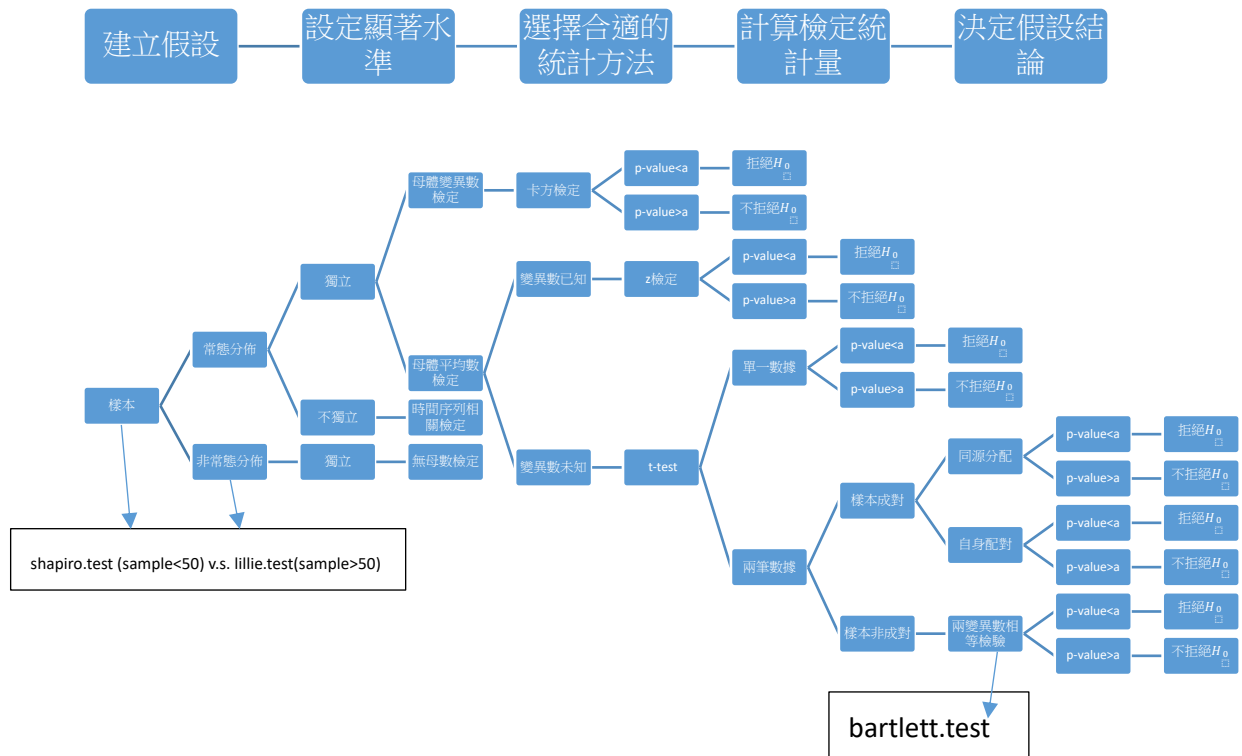 建立假設
設定顯著水
準
選擇合適的
統計方法
計算檢定統
計量
決定假設結
論
樣本
常態分佈
非常態分佈
獨立
不獨立
獨立
母體變異數
檢定
母體平均數
檢定
時間序列相
關檢定
無母數檢定
卡方檢定
p-value<a
拒絕H0
p-value>a
不拒絕H0
變異數已知
z檢定
p-value<a
拒絕H0
p-value>a
不拒絕H0
變異數未知
t-test
單一數據
p-value<a
拒絕H0
p-value>a
不拒絕H0
兩筆數據
樣本成對
同源分配
p-value<a
拒絕H0
p-value>a
不拒絕H0
自身配對
p-value<a
拒絕H0
p-value>a
不拒絕H0
樣本非成對
兩變異數相
等檢驗
p-value<a
拒絕H0
p-value>a
不拒絕H0
shapiro.test (sample<50) v.s. lillie.test(sample>50)
bartlett.test